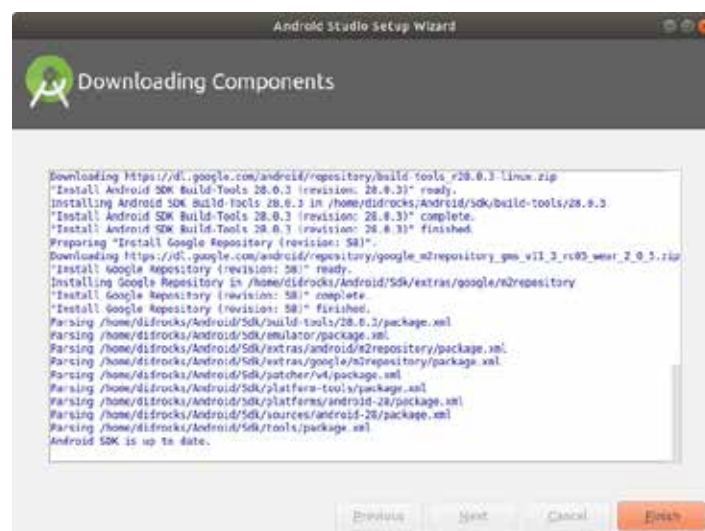 Android Studio Setup Wizard
Downloading Components
Downloading https://dl.google.com/android/repository/build-tools_r28.0.3-linux.zip
"Install Android SDK Build-Tools 28.0.3 (revision: 28.0.3)" ready.
Installing Android SDK Build-Tools 28.0.3 in /home/didrocks/Android/Sdk/build-tools/28.0.3
"Install Android SDK Build-Tools 28.0.3 (revision: 28.0.3)" complete.
"Install Android SDK Build-Tools 28.0.3 (revision: 28.0.3)" finished.
Preparing "Install Google Repository (revision: 58)".
Downloading https://dl.google.com/android/repository/google_m2repository_gms_v11_3_rc05_wear_2_0_5.zip
"Install Google Repository (revision: 58)" ready.
Installing Google Repository in /home/didrocks/Android/Sdk/extras/google/m2repository
"Install Google Repository (revision: 58)" complete.
"Install Google Repository (revision: 58)" finished.
Parsing /home/didrocks/Android/Sdk/build-tools/28.0.3/package.xml
Parsing /home/didrocks/Android/Sdk/emulator/package.xml
Parsing /home/didrocks/Android/Sdk/extras/android/m2repository/package.xml
Parsing /home/didrocks/Android/Sdk/extras/google/m2repository/package.xml
Parsing /home/didrocks/Android/Sdk/patcher/v4/package.xml
Parsing /home/didrocks/Android/Sdk/platform-tools/package.xml
Parsing /home/didrocks/Android/Sdk/platforms/android-28/package.xml
Parsing /home/didrocks/Android/Sdk/sources/android-28/package.xml
Parsing /home/didrocks/Android/Sdk/tools/package.xml
Android SDK is up to date.
Previous Next Cancel Finish